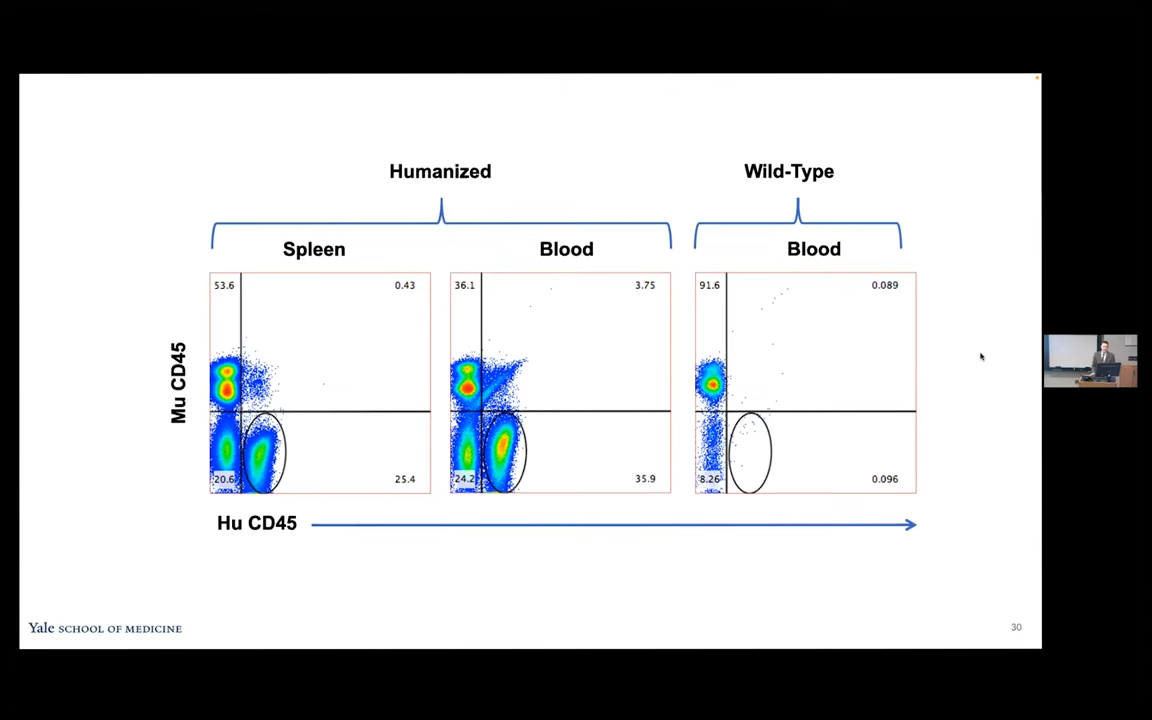 Humanized
Wild-Type
Spleen
Blood
Blood
53.6
0.43
36.1
3.75
91.6
0.089
Mu CD45
20.6
25.4
24.2
35.9
8.26
0.096
Hu CD45
Yale SCHOOL OF MEDICINE
30